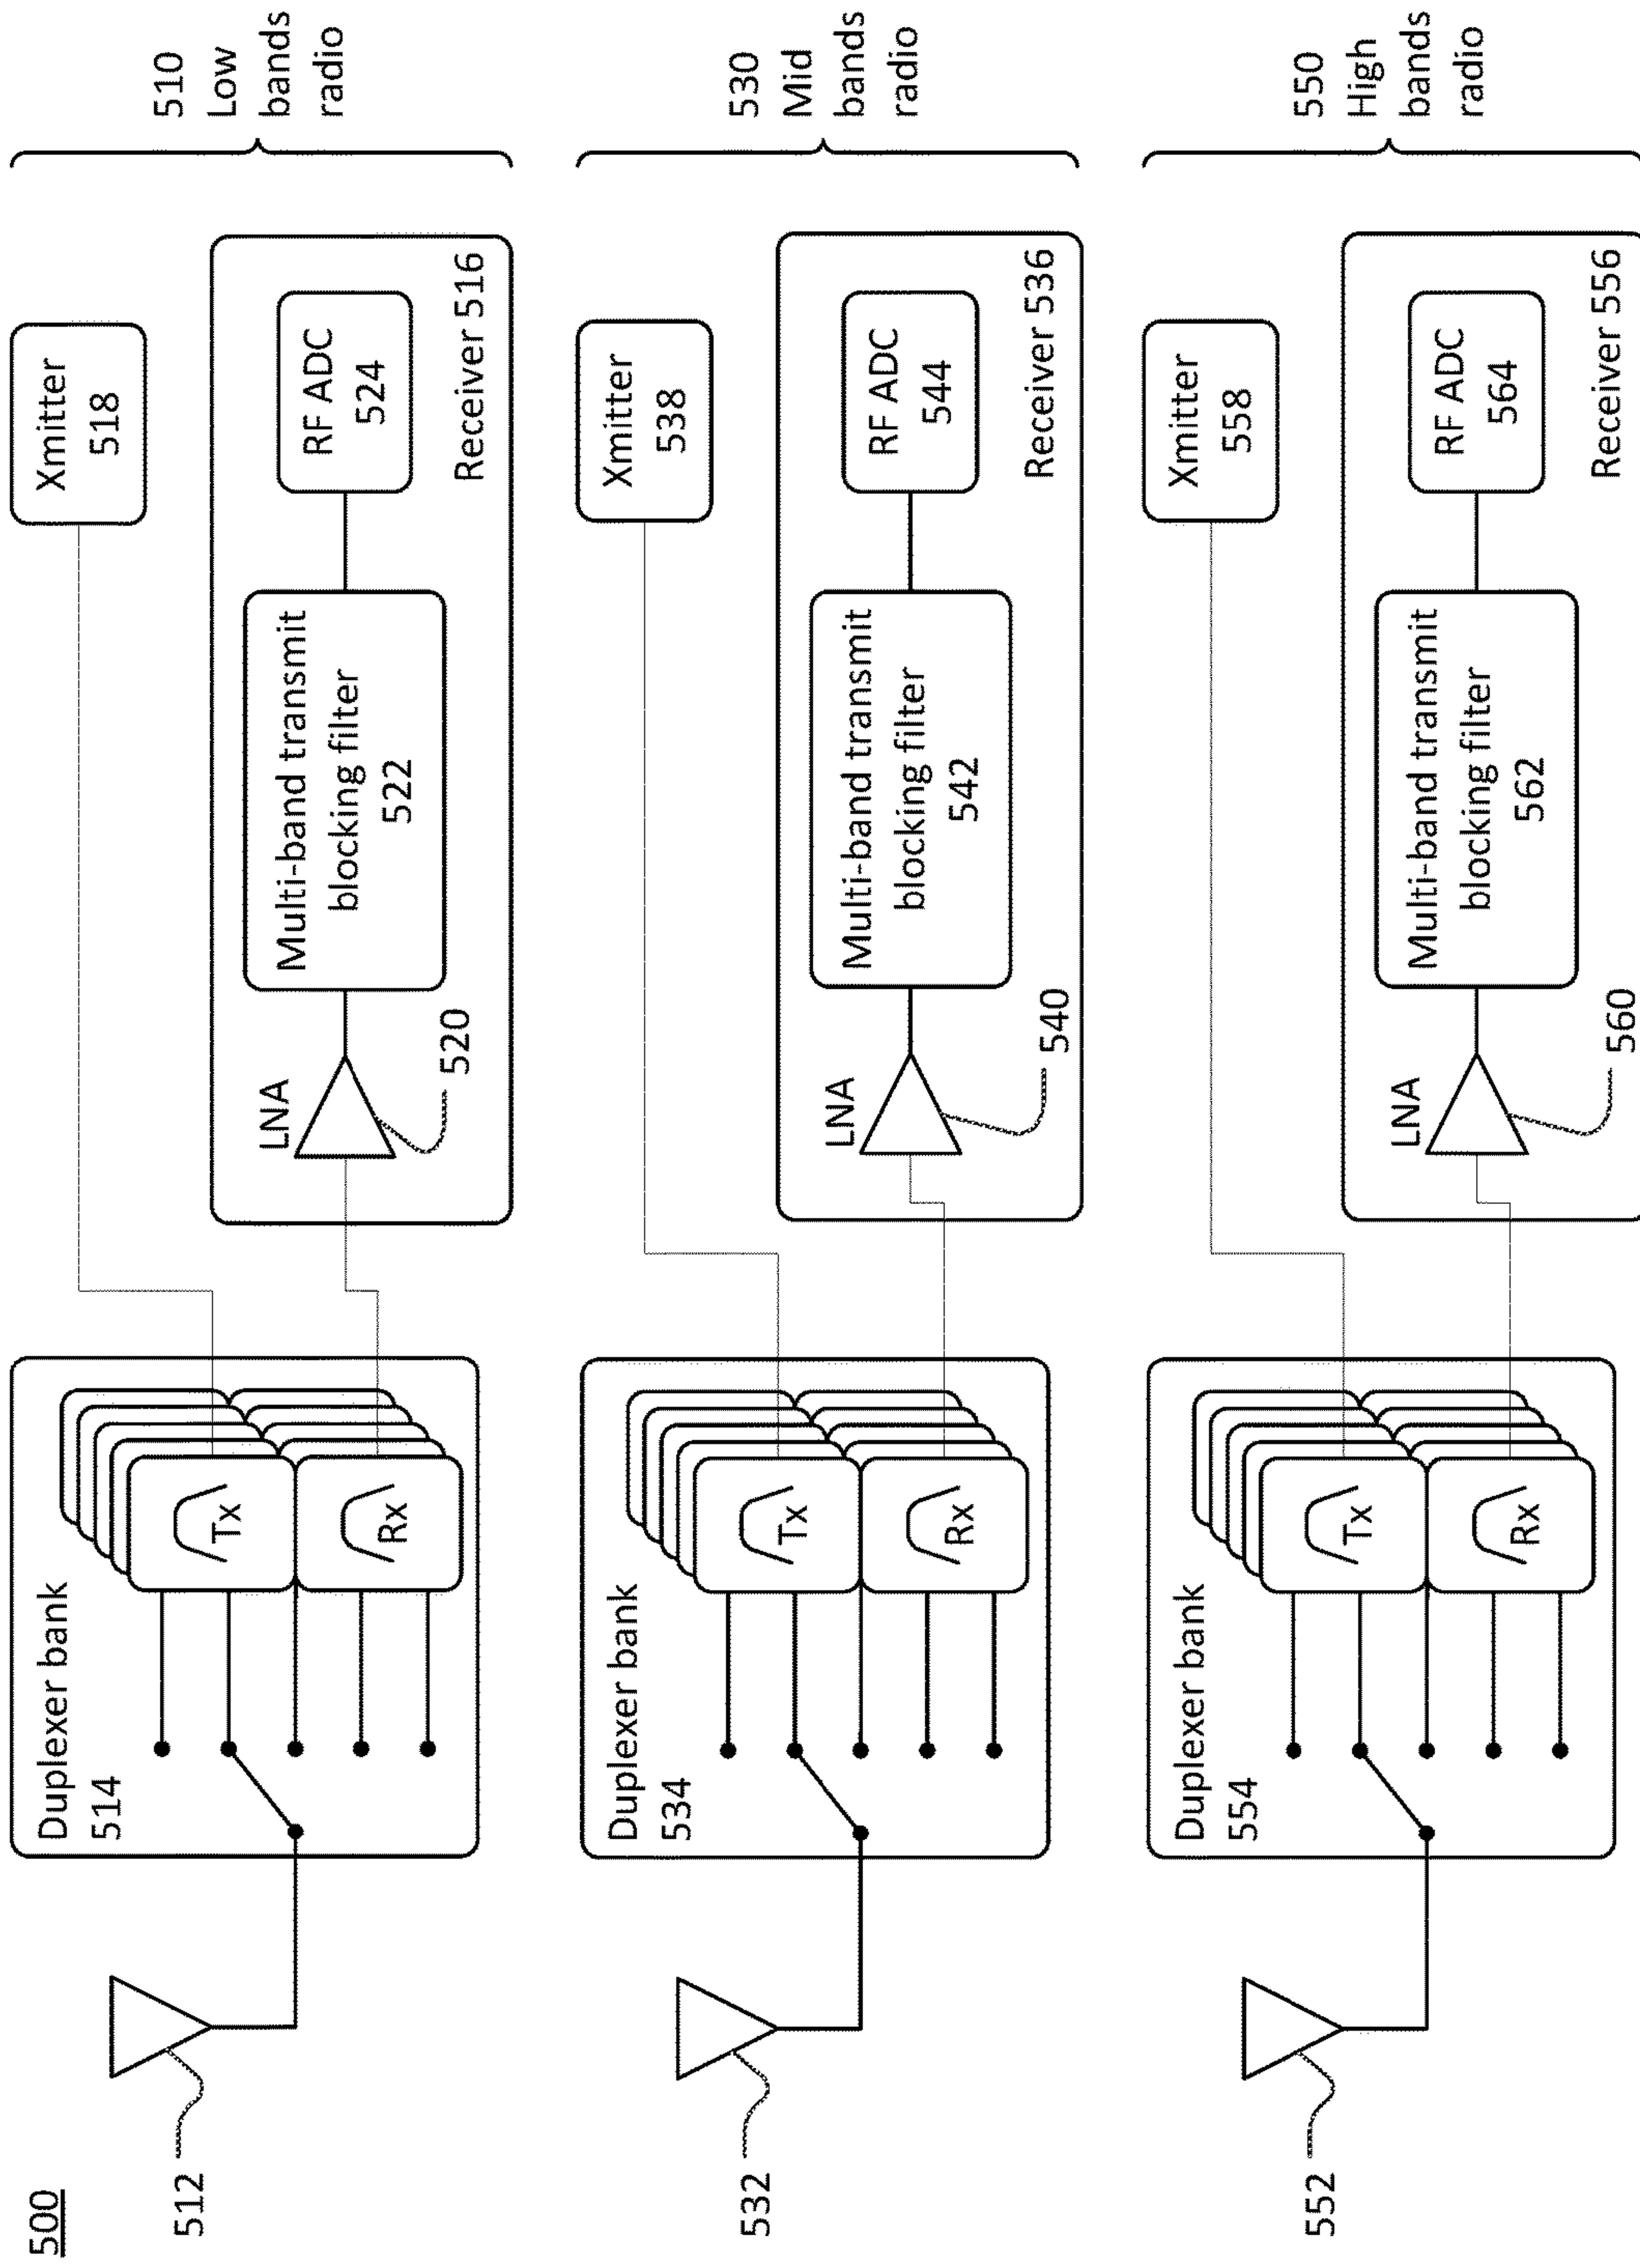 500
512
Duplexer bank
514
Tx
Rx
Xmitter
518
LNA
520
Multi-band transmit
blocking filter
522
RF ADC
524
Receiver 516
510
Low
bands
radio
532
Duplexer bank
534
Tx
Rx
Xmitter
538
LNA
540
Multi-band transmit
blocking filter
542
RF ADC
544
Receiver 536
530
Mid
bands
radio
552
Duplexer bank
554
Tx
Rx
Xmitter
558
LNA
560
Multi-band transmit
blocking filter
562
RF ADC
564
Receiver 556
550
High
bands
radio